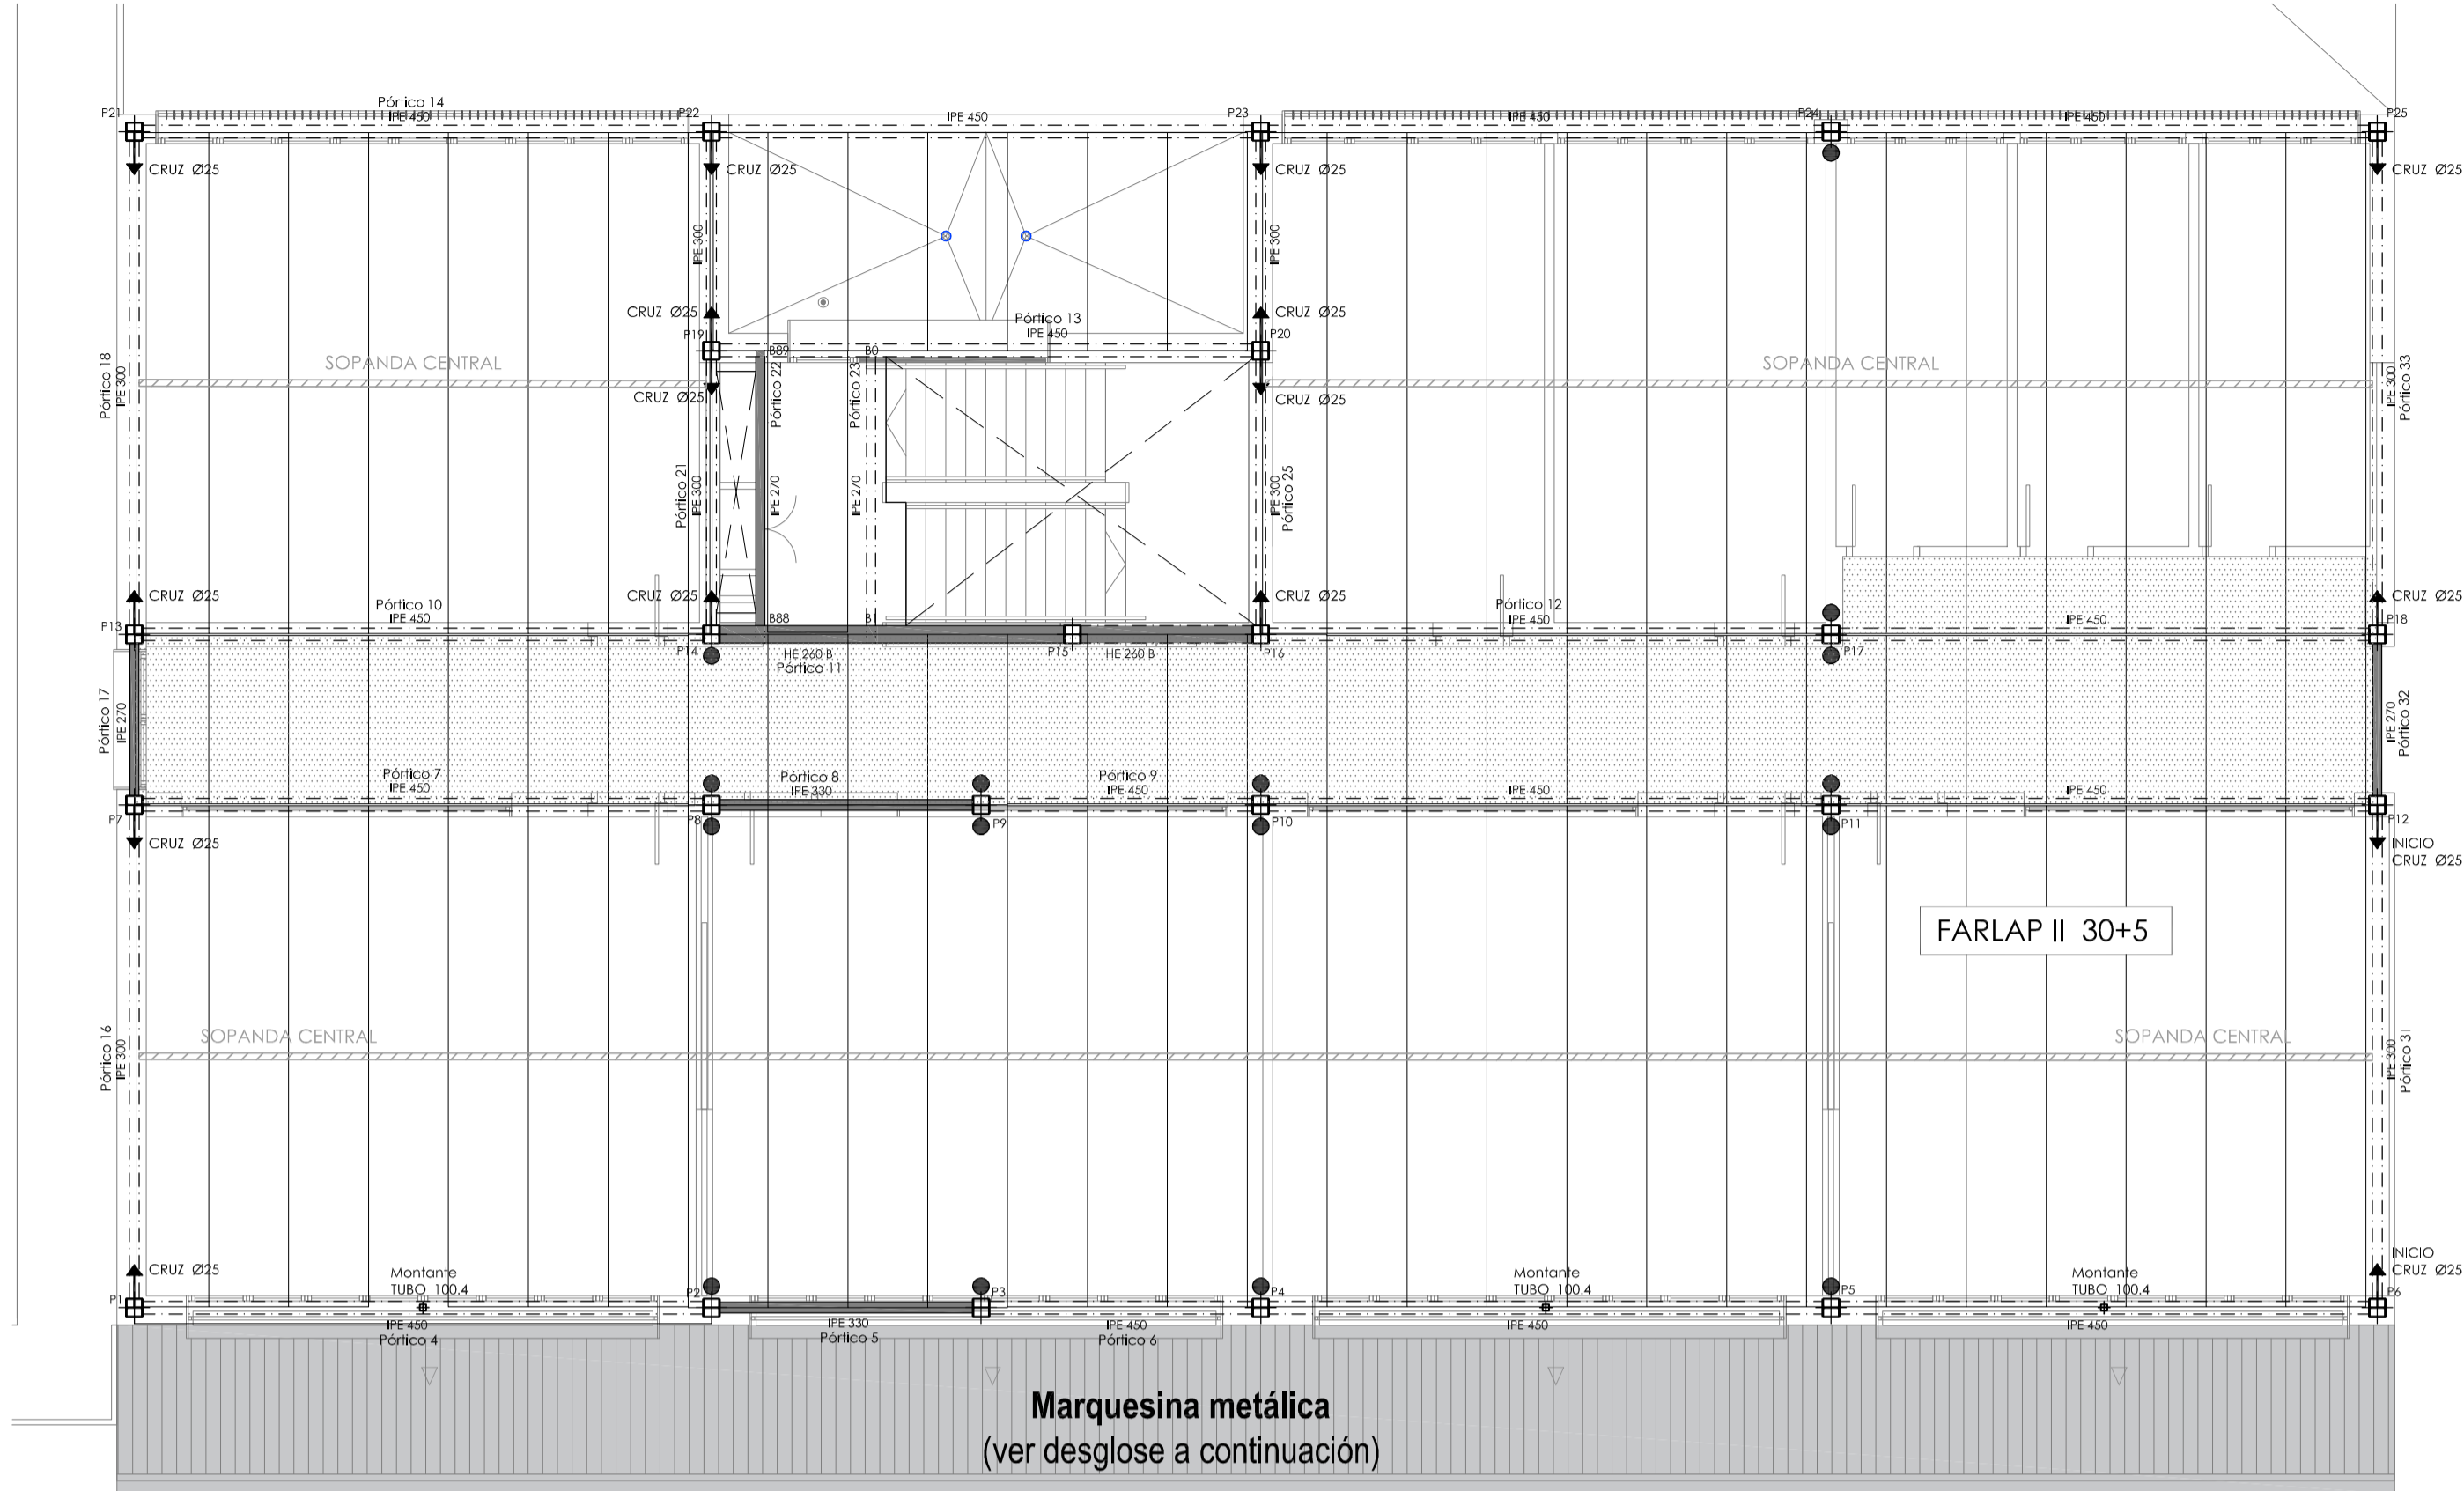 Pórtico 14
P21
IPE 450
P22
IPE 450
P23
IPE 450
P24
IPE 450
P25
CRUZ Ø25
CRUZ Ø25
CRUZ Ø25
CRUZ Ø25
IPE 300
IPE 300
CRUZ Ø25
CRUZ Ø25
Pórtico 13
IPE 450
P19
P20
B89
B0
SOPANDA CENTRAL
SOPANDA CENTRAL
Pórtico 18
IPE 300
Pórtico 22
Pórtico 23
IPE 300
Pórtico 33
CRUZ Ø25
CRUZ Ø25
Pórtico 21
IPE 300
IPE 270
IPE 270
IPE 300
Pórtico 25
CRUZ Ø25
CRUZ Ø25
CRUZ Ø25
CRUZ Ø25
Pórtico 10
IPE 450
Pórtico 12
IPE 450
IPE 450
B88
B1
P13
P18
P14
HE 260 B
P15
HE 260 B
P16
P17
Pórtico 11
Pórtico 17
IPE 270
IPE 270
Pórtico 32
Pórtico 7
IPE 450
Pórtico 8
IPE 330
Pórtico 9
IPE 450
IPE 450
IPE 450
P7
P8
P9
P10
P11
P12
CRUZ Ø25
INICIO
CRUZ Ø25
FARLAP II 30+5
SOPANDA CENTRAL
SOPANDA CENTRAL
Pórtico 16
IPE 300
IPE 300
Pórtico 31
CRUZ Ø25
INICIO
CRUZ Ø25
Montante
TUBO 100.4
Montante
TUBO 100.4
Montante
TUBO 100.4
P1
P2
P3
P4
P5
P6
IPE 450
Pórtico 4
IPE 330
Pórtico 5
IPE 450
Pórtico 6
IPE 450
IPE 450
Marquesina metálica
(ver desglose a continuación)